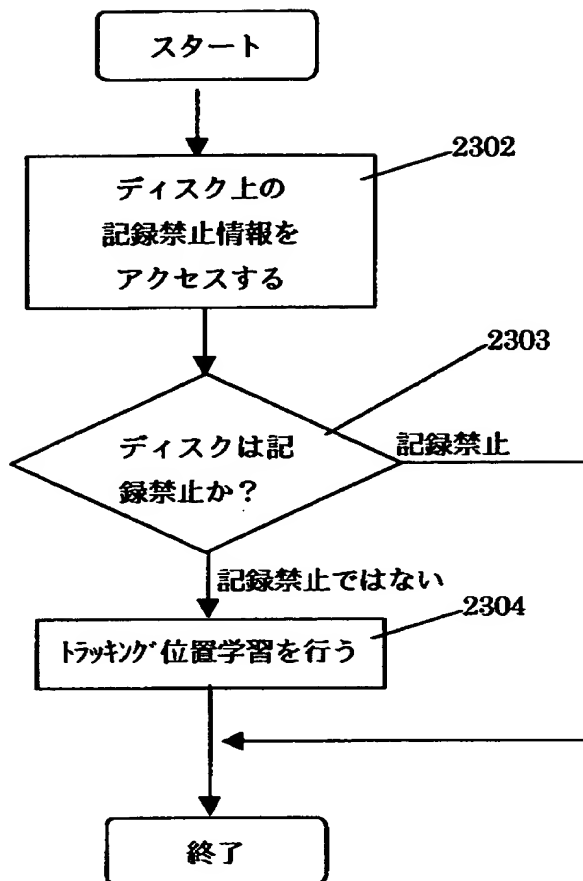 スタート
2302
ディスク上の
記録禁止情報を
アクセスする
2303
ディスクは記
録禁止か？
記録禁止
記録禁止ではない
2304
ﾄﾗｯｷﾝｸﾞ位置学習を行う
終了